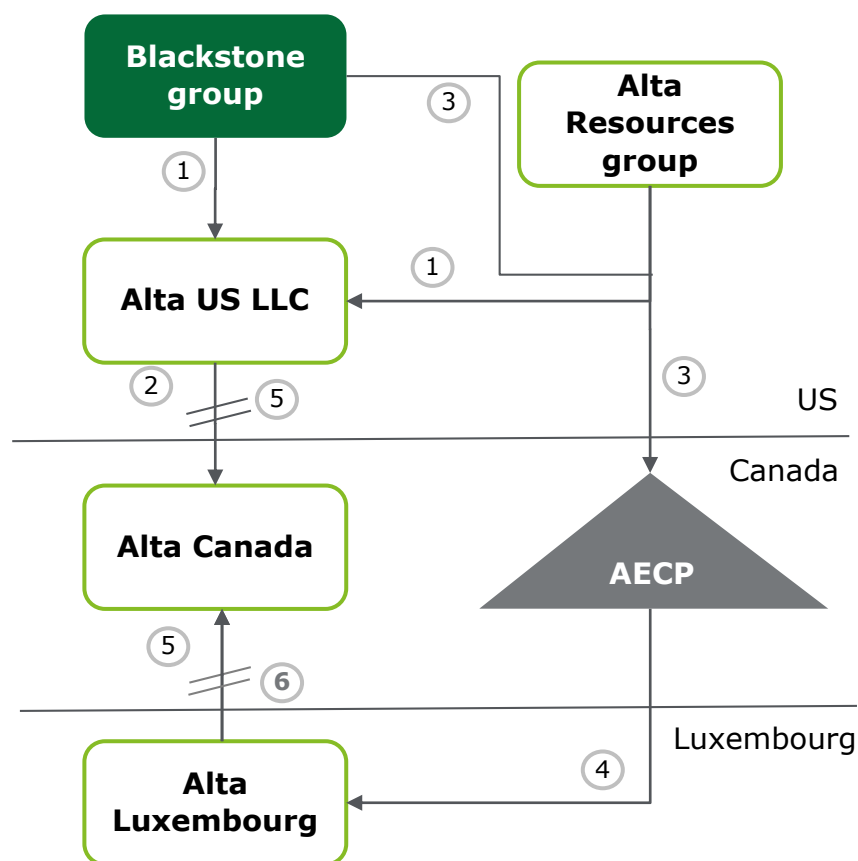 Blackstone
group
3
Alta
Resources
group
1
Alta US LLC
1
2
5
3
US
Canada
Alta Canada
AECP
5
6
Luxembourg
Alta
Luxembourg
4